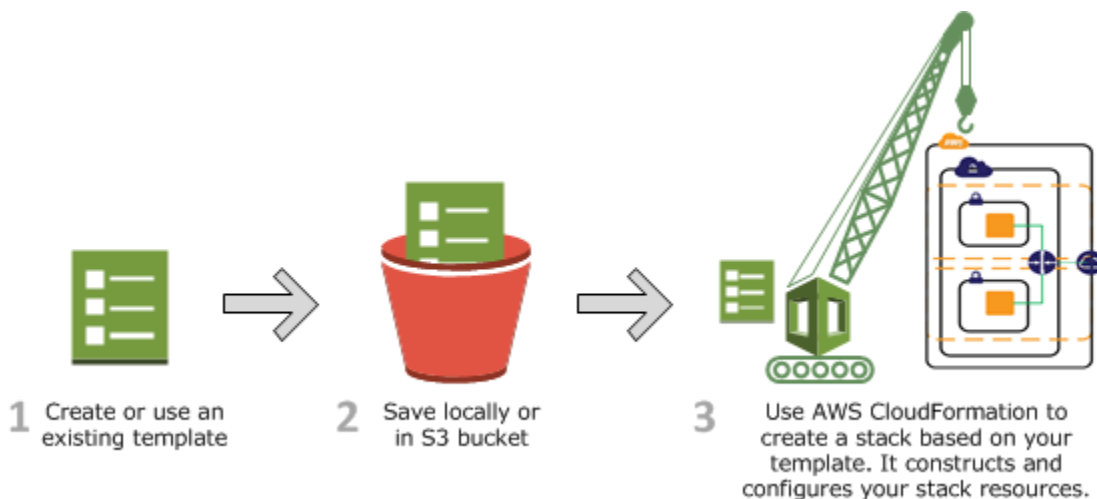 aws
1 Create or use an
existing template
2 Save locally or
in S3 bucket
3 Use AWS CloudFormation to
create a stack based on your
template. It constructs and
configures your stack resources.